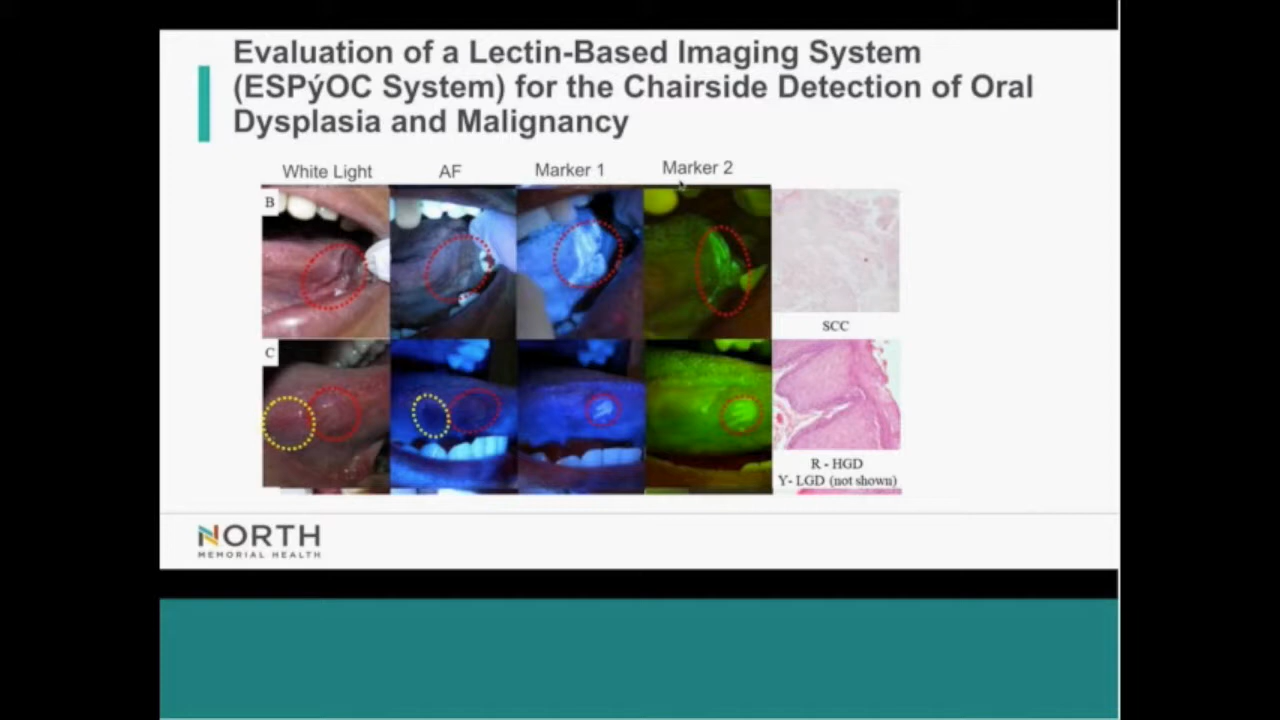 Evaluation of a Lectin-Based Imaging System
(ESPýOC System) for the Chairside Detection of Oral
Dysplasia and Malignancy
White Light AF Marker 1 Marker 2
B
SCC
C
R - HGD
Y- LGD (not shown)
NORTH
MEMORIAL HEALTH